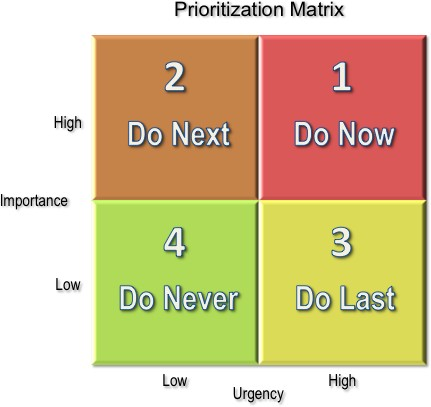 Prioritization Matrix
2
Do Next
1
Do Now
High
Importance
4
Do Never
3
Do Last
Low
Low
High
Urgency